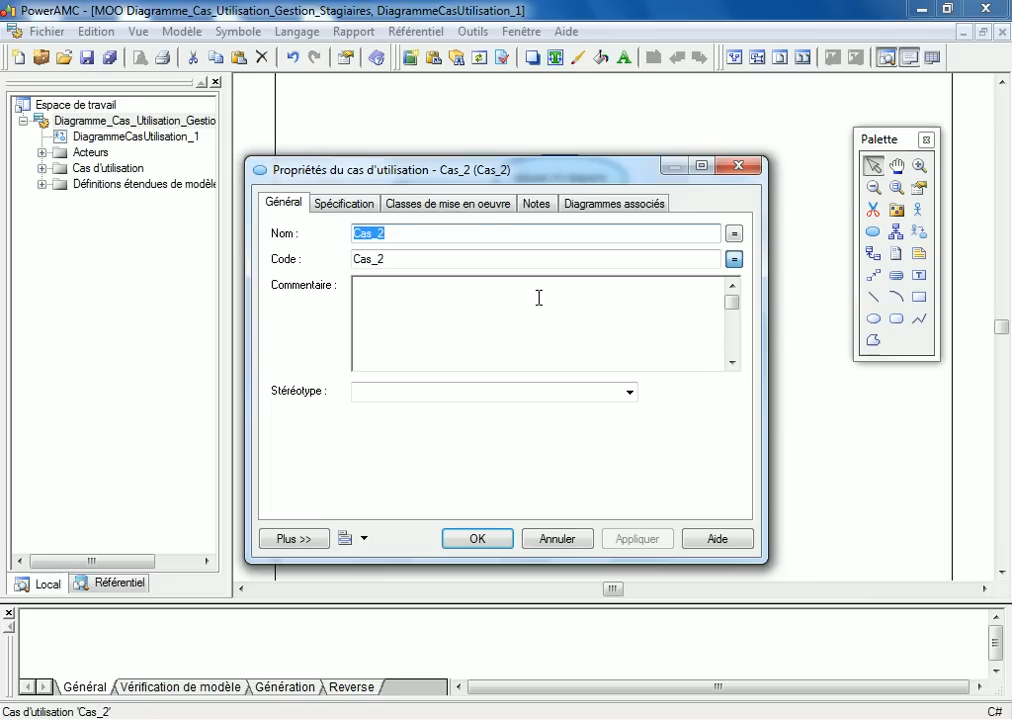 PowerAMC - [MOO Diagramme_Cas_Utilisation_Gestion_Stagiaires, DiagrammeCasUtilisation_1]
Fichier Edition Vue Modèle Symbole Langage Rapport Référentiel Outils Fenêtre Aide
Espace de travail
Diagramme_Cas_Utilisation_Gestio
DiagrammeCasUtilisation_1
Acteurs
Cas d'utilisation
Définitions étendues de modèle
Palette
Propriétés du cas d'utilisation - Cas_2 (Cas_2)
Général Spécification Classes de mise en oeuvre Notes Diagrammes associés
Nom : Cas_2 =
Code : Cas_2 =
Commentaire :
Stéréotype :
Plus >> OK Annuler Appliquer Aide
Local Référentiel
Général Vérification de modèle Génération Reverse
Cas d'utilisation 'Cas_2' C#